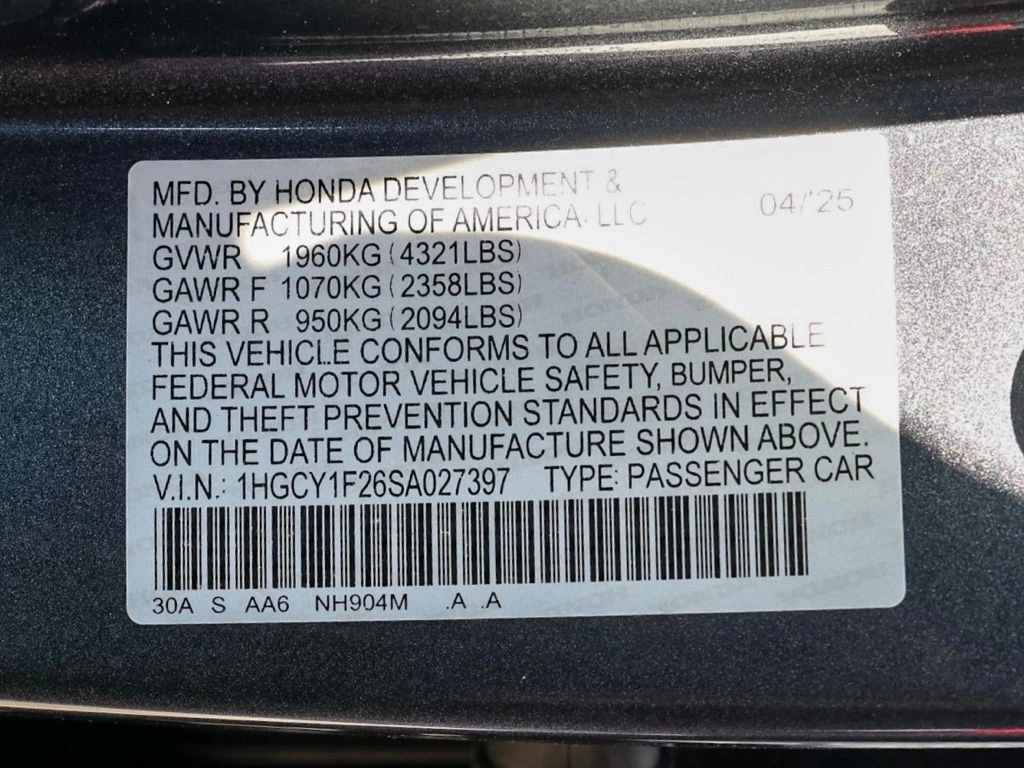 MFD. BY HONDA DEVELOPMENT &
MANUFACTURING OF AMERICA, LLC 04/'25
GVWR 1960KG (4321LBS)
GAWR F 1070KG (2358LBS)
GAWR R 950KG (2094LBS)
THIS VEHICLE CONFORMS TO ALL APPLICABLE
FEDERAL MOTOR VEHICLE SAFETY, BUMPER,
AND THEFT PREVENTION STANDARDS IN EFFECT
ON THE DATE OF MANUFACTURE SHOWN ABOVE.
V.I.N.: 1HGCY1F26SA027397 TYPE: PASSENGER CAR
30A S AA6 NH904M .A .A